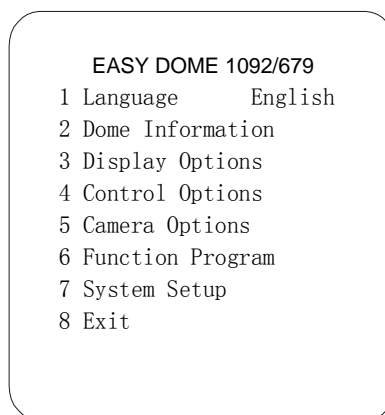 EASY DOME 1092/679
1 Language English
2 Dome Information
3 Display Options
4 Control Options
5 Camera Options
6 Function Program
7 System Setup
8 Exit